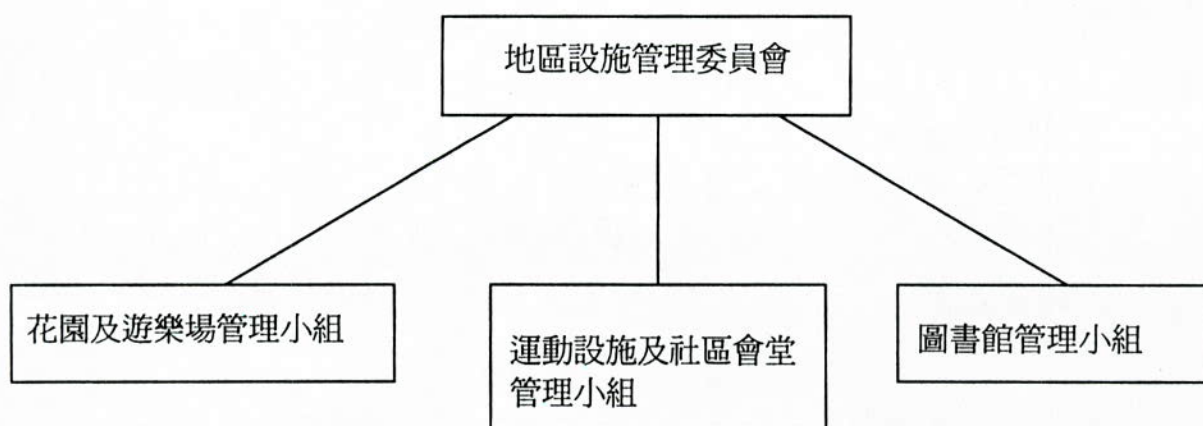 地區設施管理委員會
花園及遊樂場管理小組
運動設施及社區會堂
管理小組
圖書館管理小組